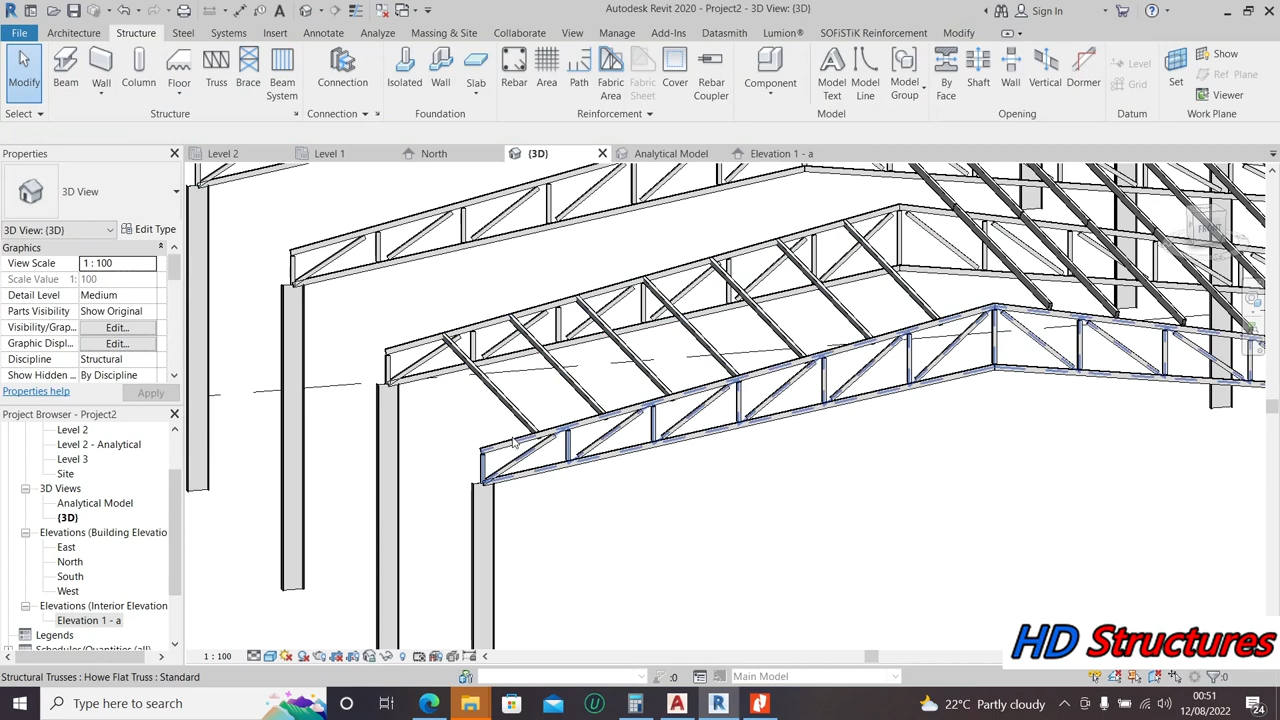 Autodesk Revit 2020 - Project2 - 3D View: {3D}
Sign In
File Architecture Structure Steel Systems Insert Annotate Analyze Massing & Site Collaborate View Manage Add-Ins Datasmith Lumion® SOFiSTiK Reinforcement Modify
Modify Beam Wall Column Floor Truss Brace Beam System Connection Isolated Wall Slab Rebar Area Path Fabric Area Fabric Sheet Cover Rebar Coupler Component Model Text Model Line Model Group By Face Shaft Wall Vertical Dormer Level Grid Set Show Ref Plane Viewer
Select Structure Connection Foundation Reinforcement Model Opening Datum Work Plane
Properties
Level 2 Level 1 North {3D} Analytical Model Elevation 1 - a
3D View
3D View: {3D} Edit Type
Graphics
View Scale 1 : 100
Scale Value 1: 100
Detail Level Medium
Parts Visibility Show Original
Visibility/Grap... Edit...
Graphic Displ... Edit...
Discipline Structural
Show Hidden ... By Discipline
Properties help Apply
Project Browser - Project2
Level 2
Level 2 - Analytical
Level 3
Site
3D Views
Analytical Model
{3D}
Elevations (Building Elevatio
East
North
South
West
Elevations (Interior Elevation
Elevation 1 - a
Legends
Schedules/Quantities (all)
FRONT
HD Structures
1 : 100
Structural Trusses : Howe Flat Truss : Standard
:0 Main Model :0
Type here to search
22°C Partly cloudy
00:51
12/08/2022
24